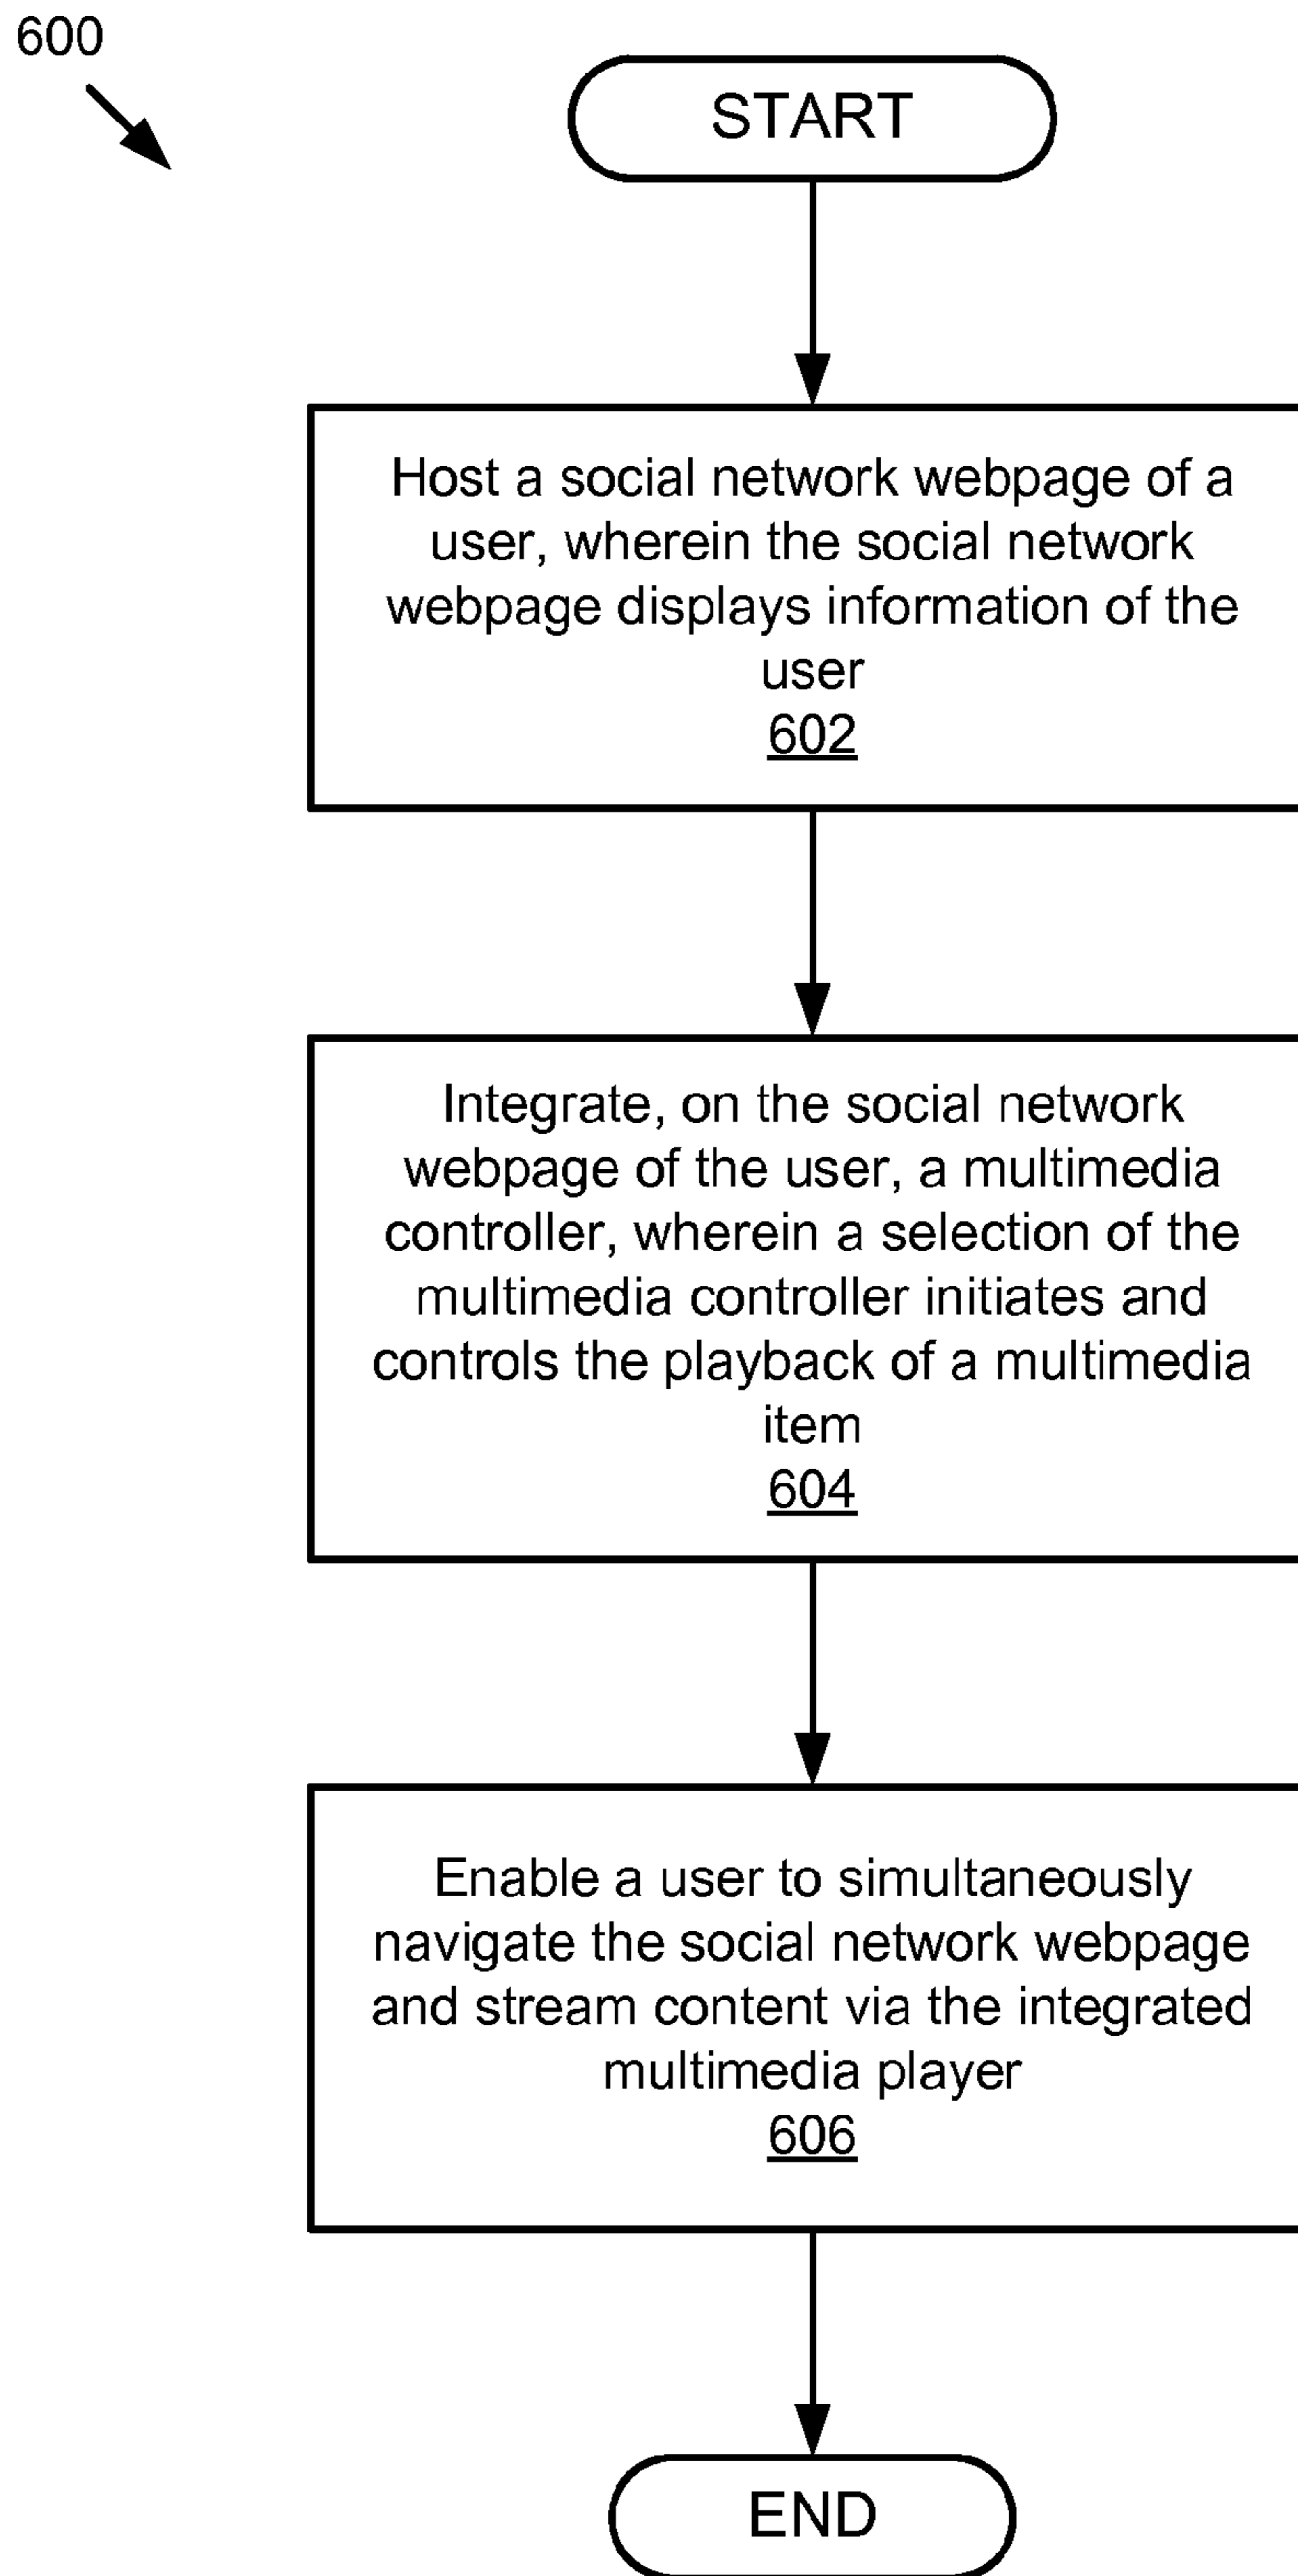 600
START
Host a social network webpage of a
user, wherein the social network
webpage displays information of the
user
602
Integrate, on the social network
webpage of the user, a multimedia
controller, wherein a selection of the
multimedia controller initiates and
controls the playback of a multimedia
item
604
Enable a user to simultaneously
navigate the social network webpage
and stream content via the integrated
multimedia player
606
END